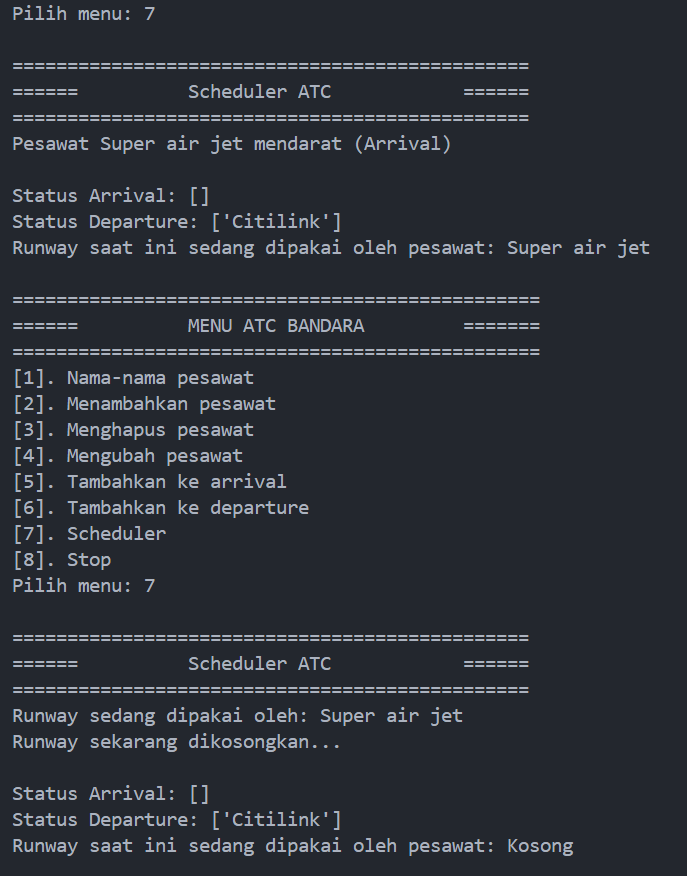 Pilih menu: 7
===============================================
======          Scheduler ATC            ======
===============================================
Pesawat Super air jet mendarat (Arrival)
Status Arrival: []
Status Departure: ['Citilink']
Runway saat ini sedang dipakai oleh pesawat: Super air jet
================================================
======          MENU ATC BANDARA         =======
================================================
[1]. Nama-nama pesawat
[2]. Menambahkan pesawat
[3]. Menghapus pesawat
[4]. Mengubah pesawat
[5]. Tambahkan ke arrival
[6]. Tambahkan ke departure
[7]. Scheduler
[8]. Stop
Pilih menu: 7
===============================================
======          Scheduler ATC            ======
===============================================
Runway sedang dipakai oleh: Super air jet
Runway sekarang dikosongkan...
Status Arrival: []
Status Departure: ['Citilink']
Runway saat ini sedang dipakai oleh pesawat: Kosong